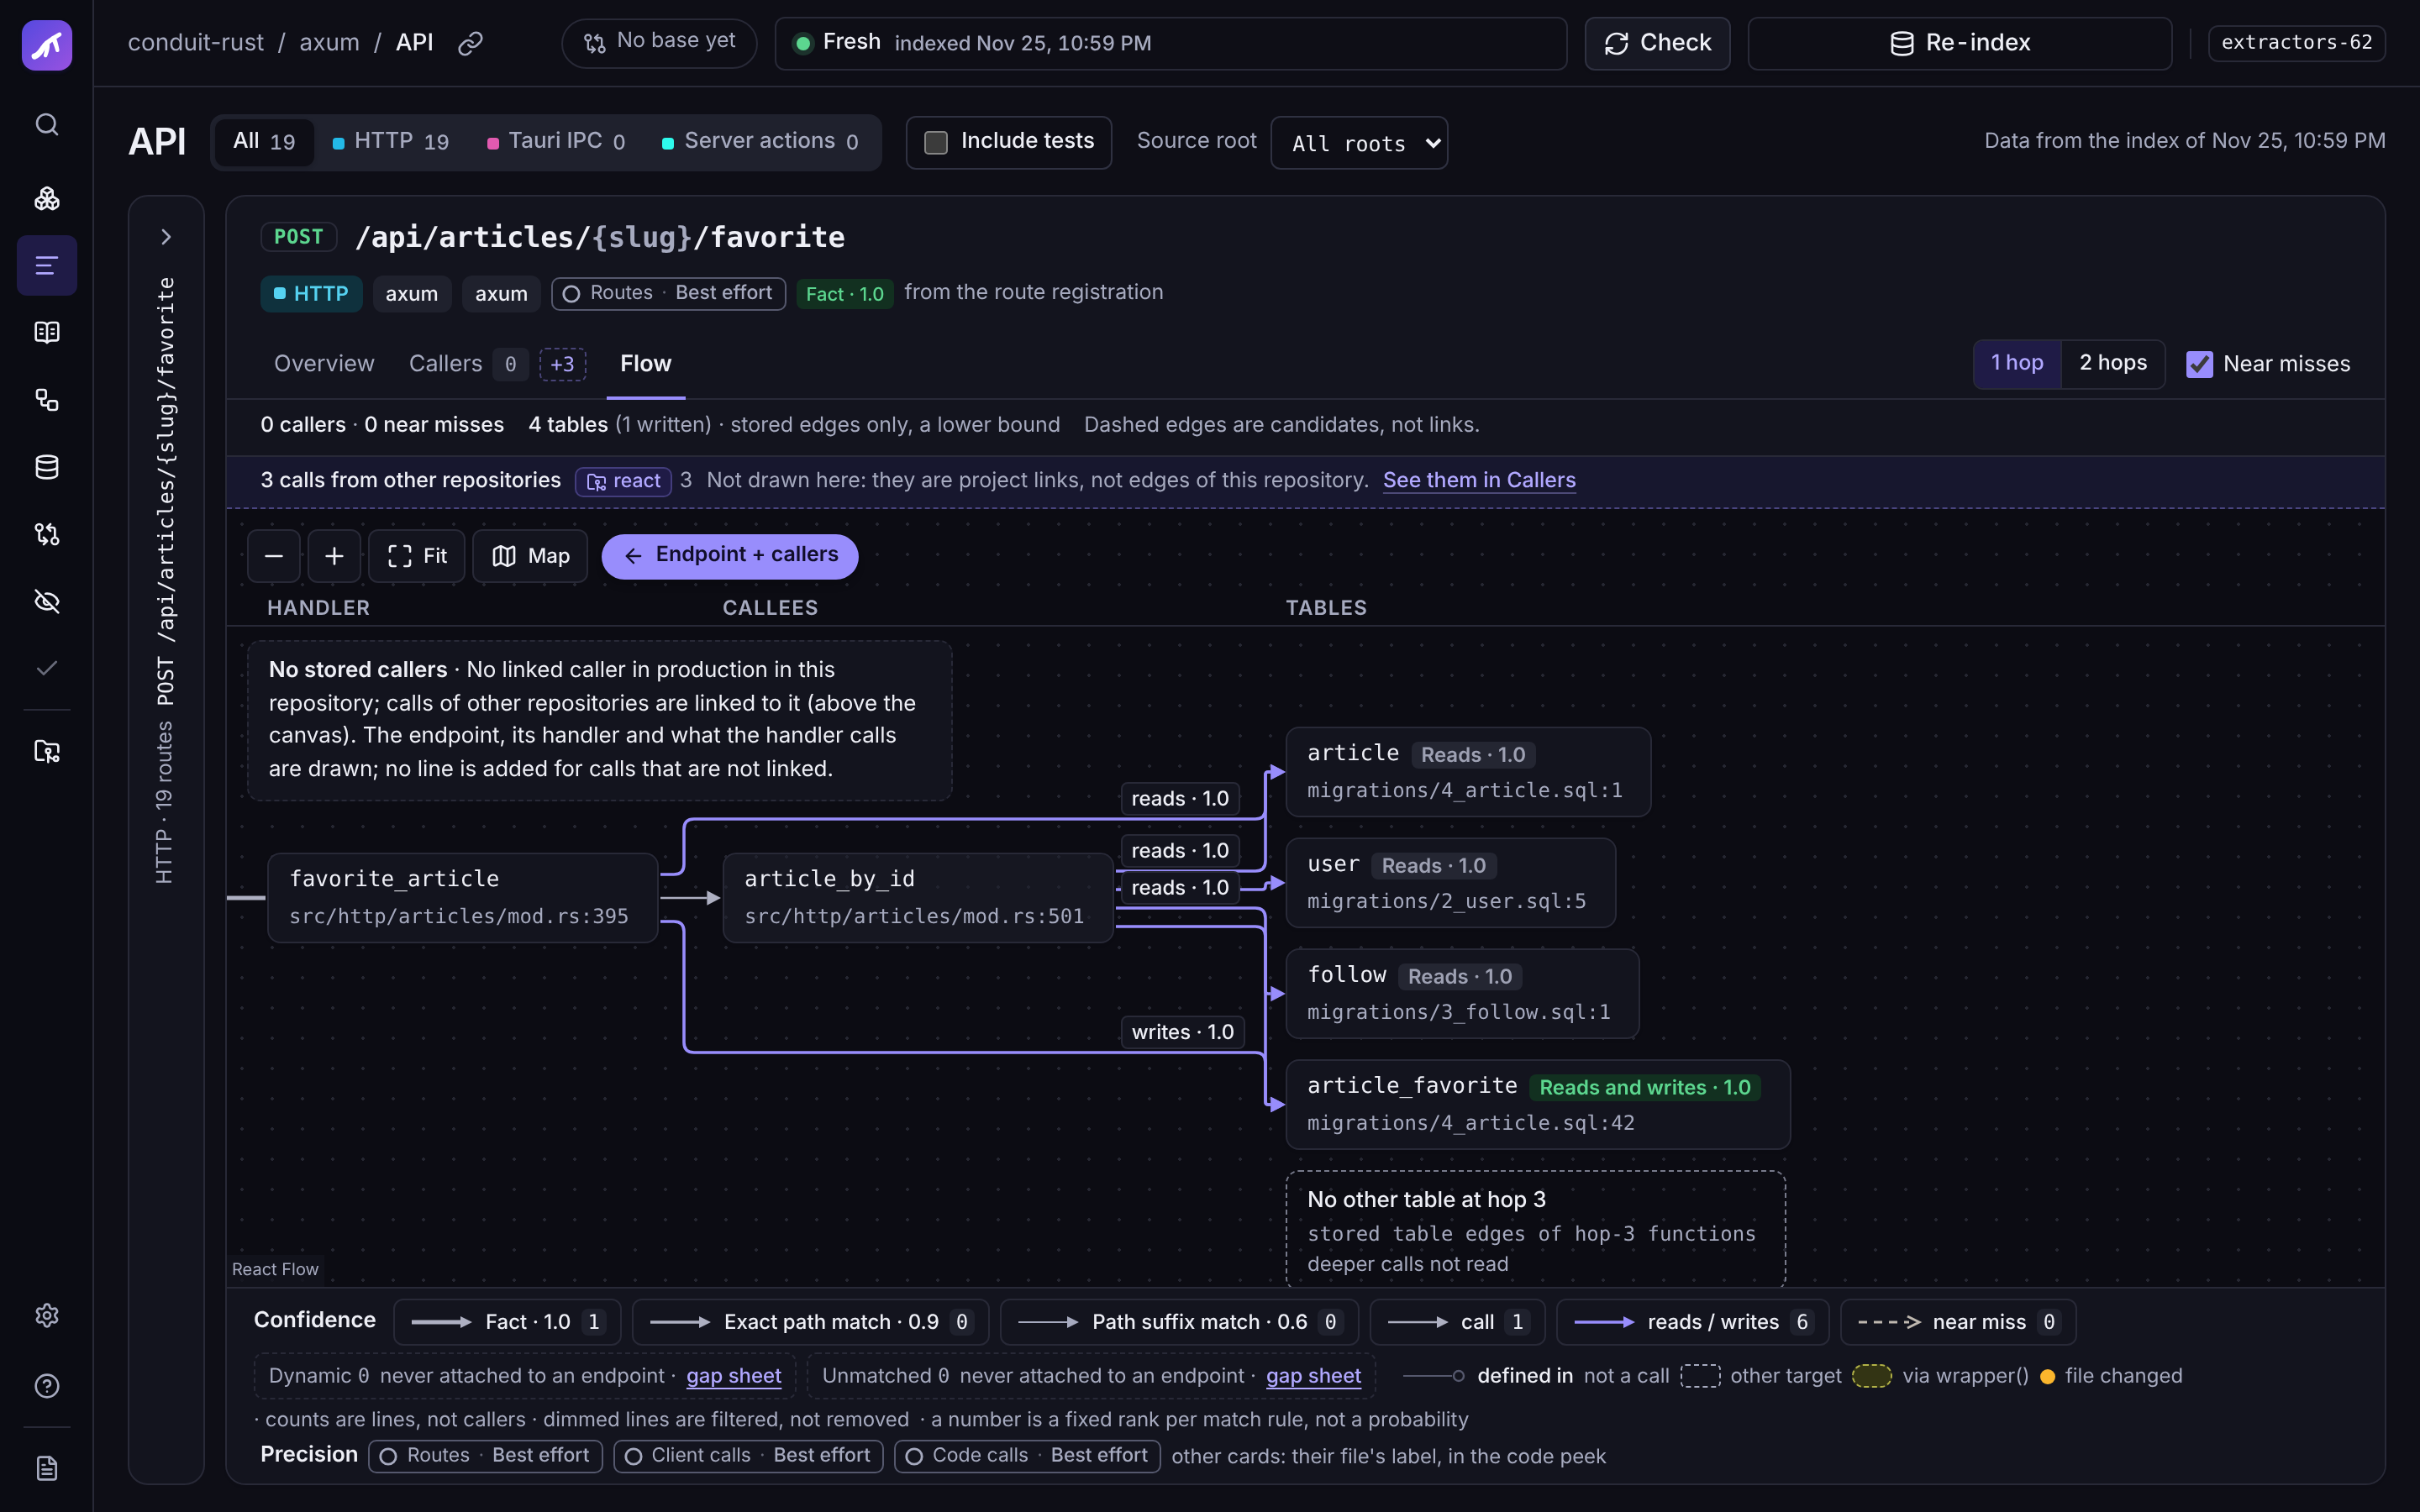 conduit-rust / axum / API
No base yet
Fresh indexed Nov 25, 10:59 PM
Check
Re-index
extractors-62
API
All 19
HTTP 19
Tauri IPC 0
Server actions 0
Include tests
Source root
All roots
Data from the index of Nov 25, 10:59 PM
HTTP · 19 routes POST /api/articles/{slug}/favorite
POST /api/articles/{slug}/favorite
HTTP axum axum Routes · Best effort Fact · 1.0 from the route registration
Overview Callers 0 +3 Flow
1 hop 2 hops Near misses
0 callers · 0 near misses 4 tables (1 written) · stored edges only, a lower bound Dashed edges are candidates, not links.
3 calls from other repositories react 3 Not drawn here: they are project links, not edges of this repository. See them in Callers
Fit Map Endpoint + callers
HANDLER CALLEES TABLES
No stored callers · No linked caller in production in this
repository; calls of other repositories are linked to it (above the
canvas). The endpoint, its handler and what the handler calls
are drawn; no line is added for calls that are not linked.
favorite_article
src/http/articles/mod.rs:395
article_by_id
src/http/articles/mod.rs:501
reads · 1.0
reads · 1.0
reads · 1.0
writes · 1.0
article Reads · 1.0
migrations/4_article.sql:1
user Reads · 1.0
migrations/2_user.sql:5
follow Reads · 1.0
migrations/3_follow.sql:1
article_favorite Reads and writes · 1.0
migrations/4_article.sql:42
No other table at hop 3
stored table edges of hop-3 functions
deeper calls not read
React Flow
Confidence Fact · 1.0 1 Exact path match · 0.9 0 Path suffix match · 0.6 0 call 1 reads / writes 6 near miss 0
Dynamic 0 never attached to an endpoint · gap sheet Unmatched 0 never attached to an endpoint · gap sheet defined in not a call other target via wrapper() file changed
· counts are lines, not callers · dimmed lines are filtered, not removed · a number is a fixed rank per match rule, not a probability
Precision Routes · Best effort Client calls · Best effort Code calls · Best effort other cards: their file's label, in the code peek